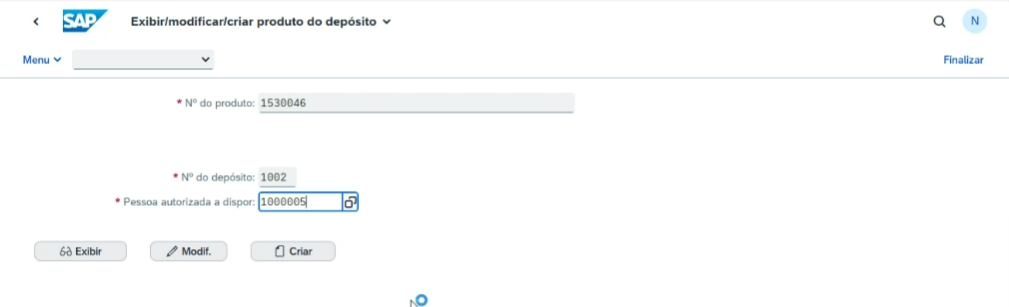 SAP Exibir/modificar/criar produto do depósito N
Menu Finalizar
* Nº do produto: 1530046
* Nº do depósito: 1002
* Pessoa autorizada a dispor: 1000005
Exibir Modif. Criar